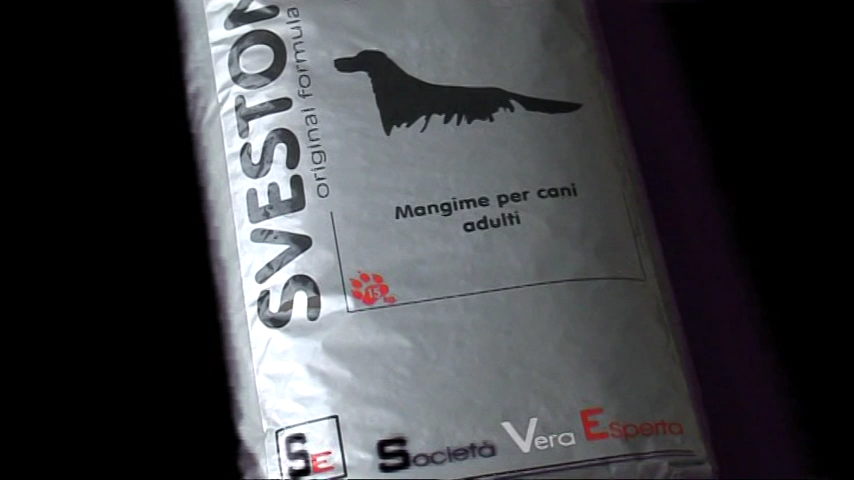 SVESTON
original formula
Mangime per cani
adulti
15
SE
Società Vera Esperta